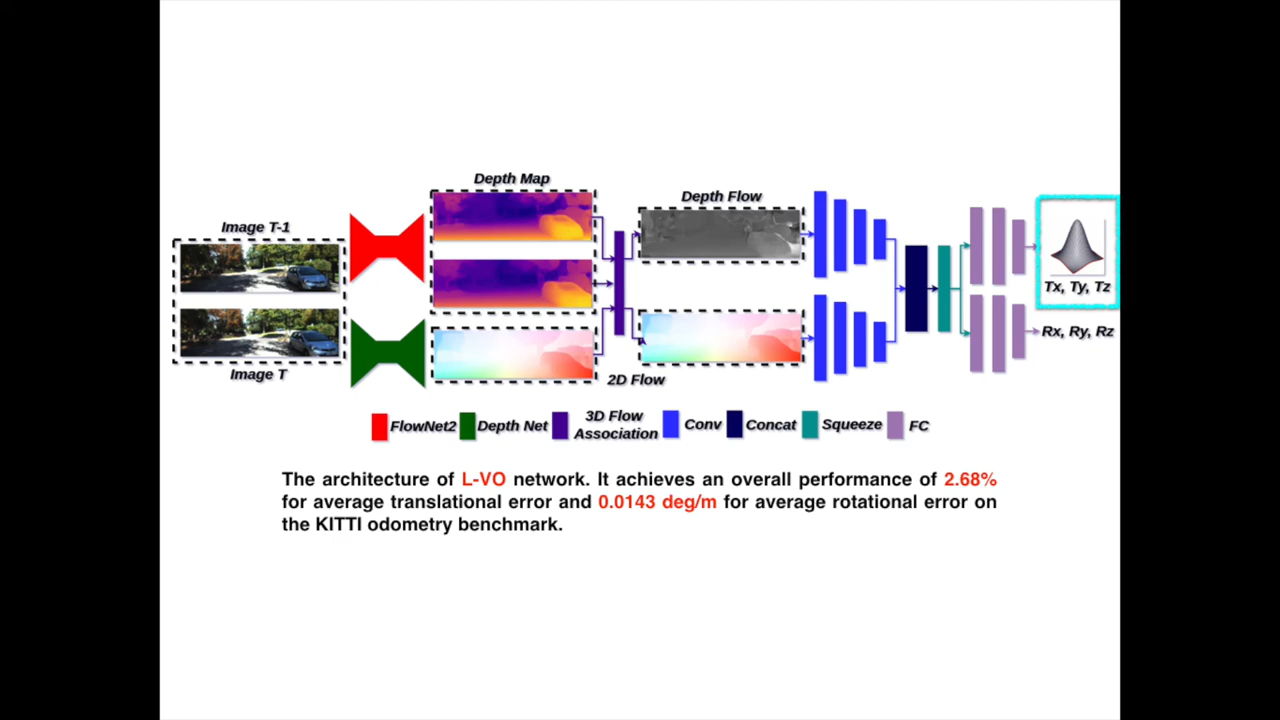 Depth Map
Depth Flow
Image T-1
Tx, Ty, Tz
Rx, Ry, Rz
Image T
2D Flow
FlowNet2
Depth Net
3D Flow
Association
Conv
Concat
Squeeze
FC
The architecture of L-VO network. It achieves an overall performance of 2.68%
for average translational error and 0.0143 deg/m for average rotational error on
the KITTI odometry benchmark.